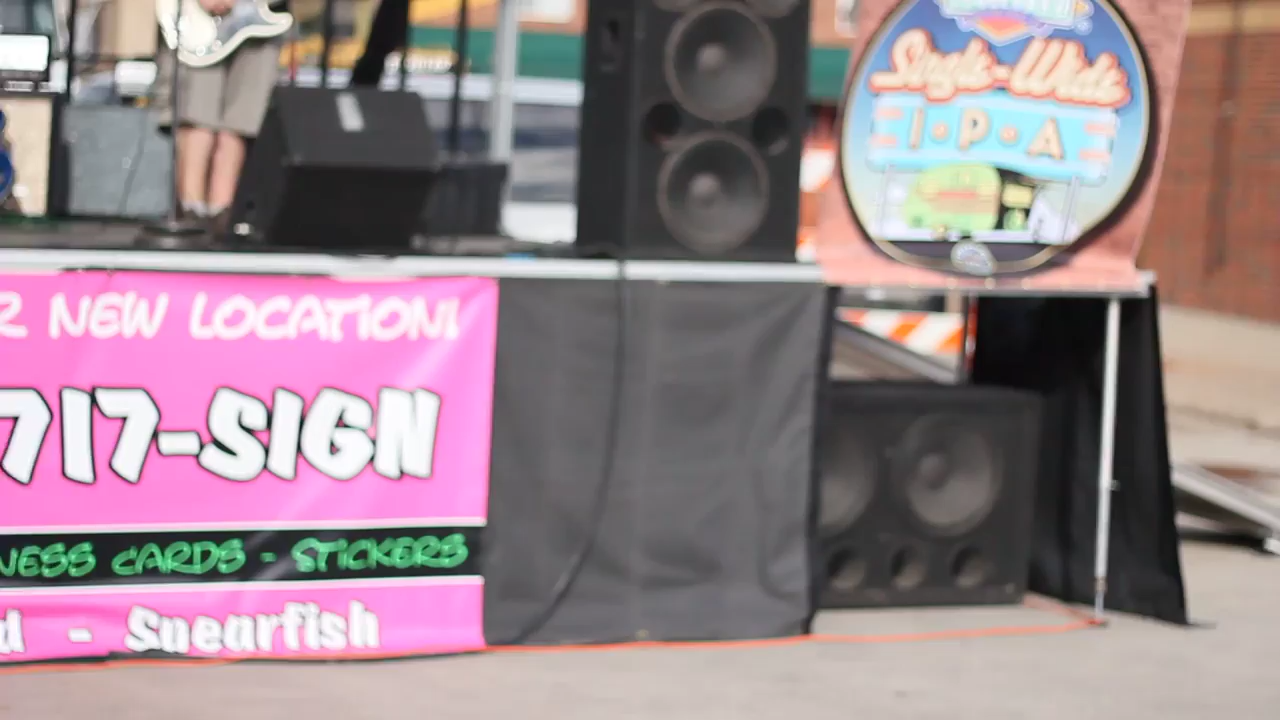 Single-Wide
I•P•A
NEW LOCATION!
717-SIGN
NESS CARDS - STICKERS
d - Spearfish